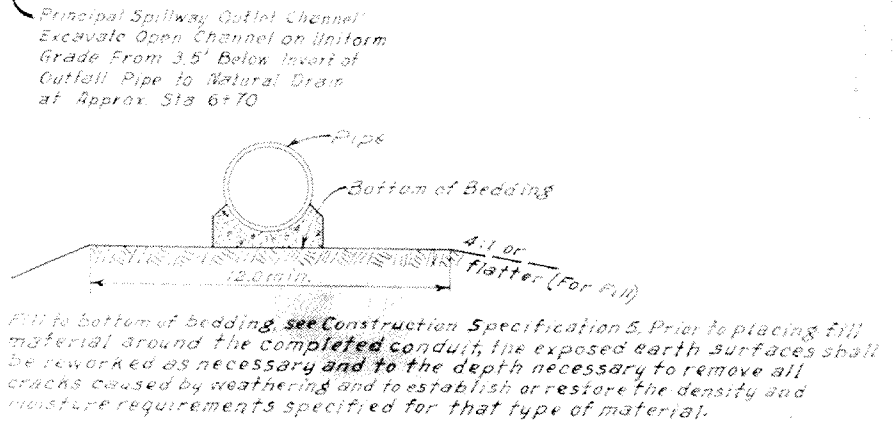 Principal Spillway Outlet Channel
Excavate Open Channel on Uniform
Grade From 3.5' Below Invert of
Outfall Pipe to Natural Drain
at Approx. Sta 6+70
Pipe
Bottom of Bedding
4:1 or
flatter (For Fill)
12.0 min.
Fill to bottom of bedding, see Construction Specification 5. Prior to placing fill
material around the completed conduit, the exposed earth surfaces shall
be reworked as necessary and to the depth necessary to remove all
cracks caused by weathering and to establish or restore the density and
moisture requirements specified for that type of material.